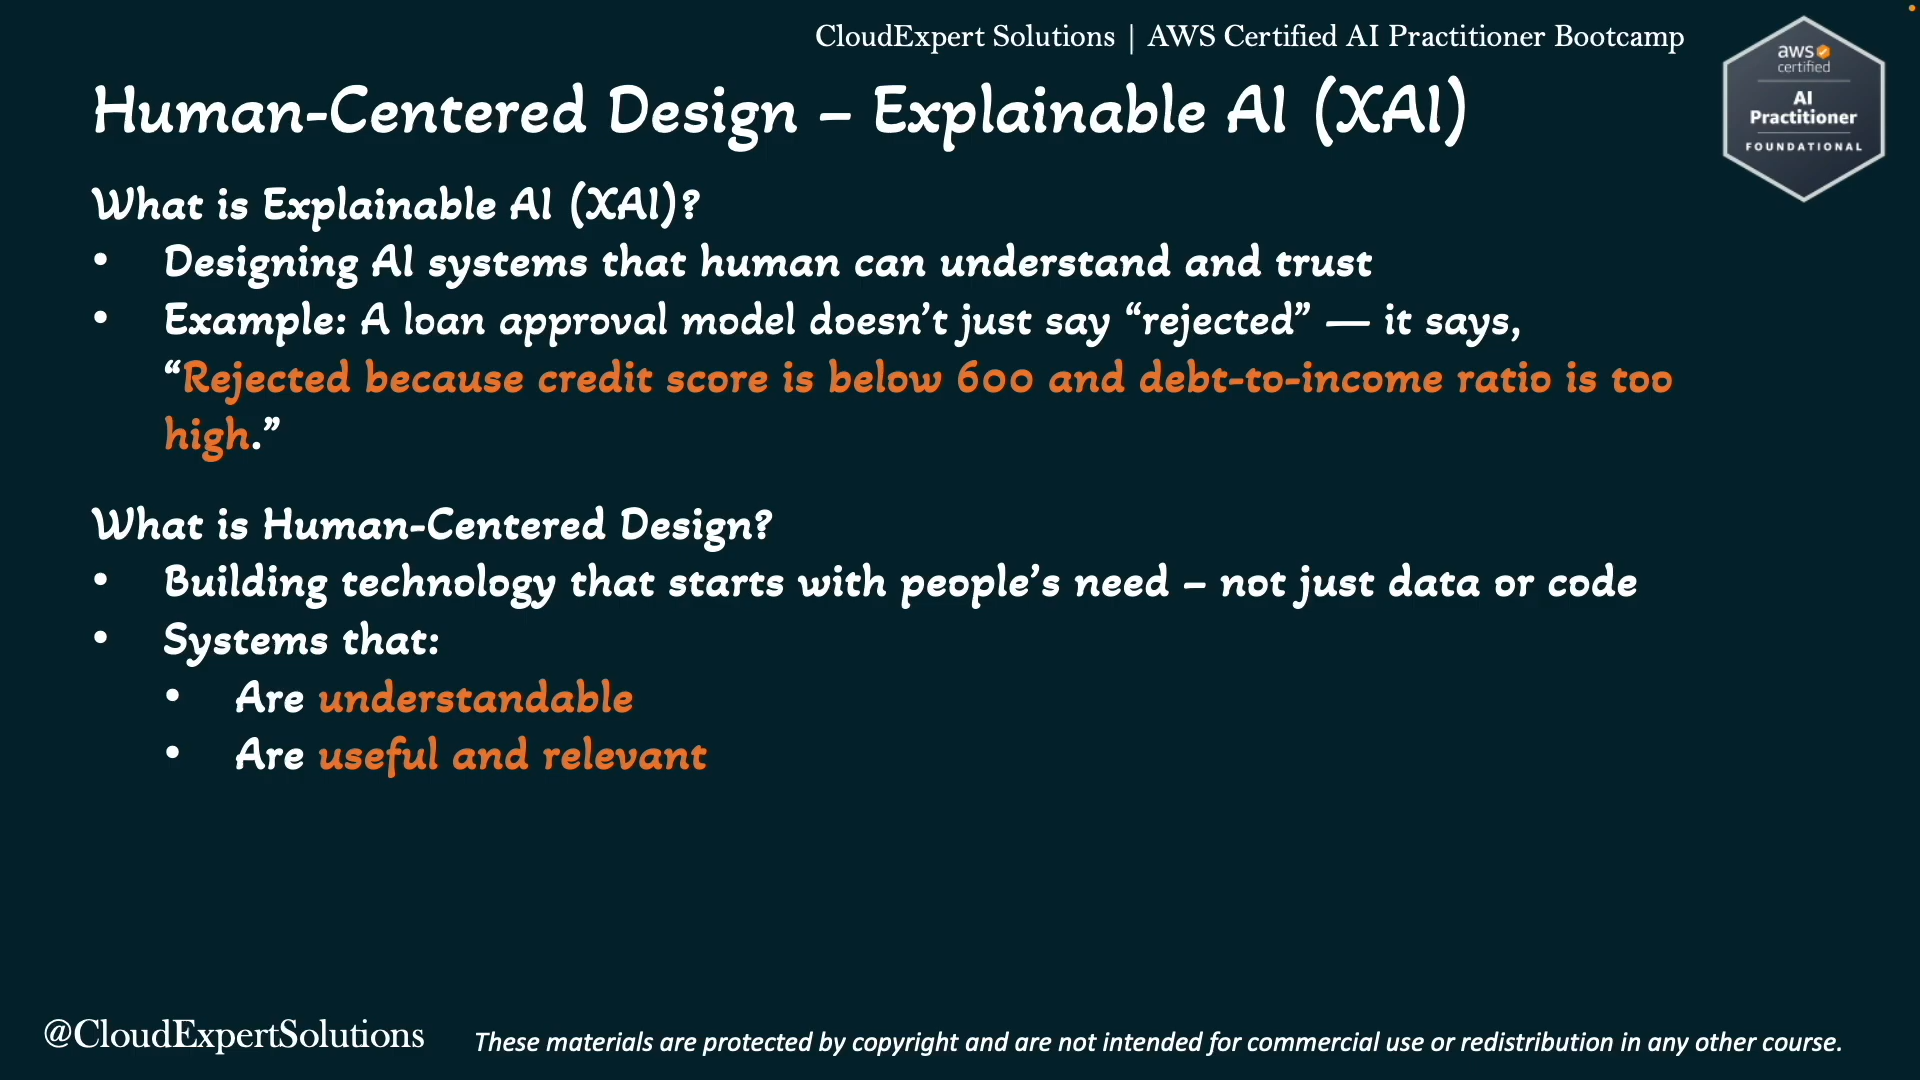 CloudExpert Solutions | AWS Certified AI Practitioner Bootcamp
aws
certified
AI
Practitioner
FOUNDATIONAL
Human-Centered Design – Explainable AI (XAI)
What is Explainable AI (XAI)?
• Designing AI systems that human can understand and trust
• Example: A loan approval model doesn’t just say “rejected” — it says,
“Rejected because credit score is below 600 and debt-to-income ratio is too
high.”
What is Human-Centered Design?
• Building technology that starts with people’s need – not just data or code
• Systems that:
• Are understandable
• Are useful and relevant
@CloudExpertSolutions
These materials are protected by copyright and are not intended for commercial use or redistribution in any other course.